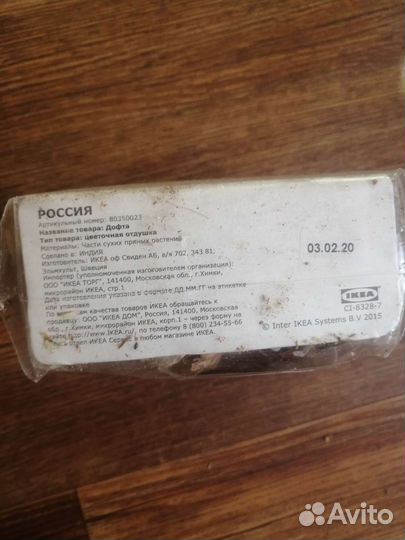 РОССИЯ
Артикульный номер: 80350023
Название товара: Дофта
Тип товара: цветочная отдушка
Материалы: Части сухих пряных растений
Сделано в: ИНДИЯ
Изготовитель: ИКЕА оф Свиден АБ, а/я 702, 343 81,
Эльмхульт, Швеция
Импортер (уполномоченная изготовителем организация):
ООО "ИКЕА ТОРГ", 141400, Московская обл., г.Химки,
микрорайон ИКЕА, стр.1
Дата изготовления указана в формате ДД.ММ.ГГ на этикетке
или упаковке
По качества товаров ИКЕА обращайтесь к
продавцу: ООО "ИКЕА ДОМ", Россия, 141400, Московская
обл., г.Химки, микрорайон ИКЕА, корп.1 – через форму на
www.IKEA.ru/, по телефону 8 (800) 234-55-66
отдел ИКЕА в любом магазине ИКЕА.
03.02.20
IKEA
CI-8328-7
© Inter IKEA Systems B.V 2015
Avito